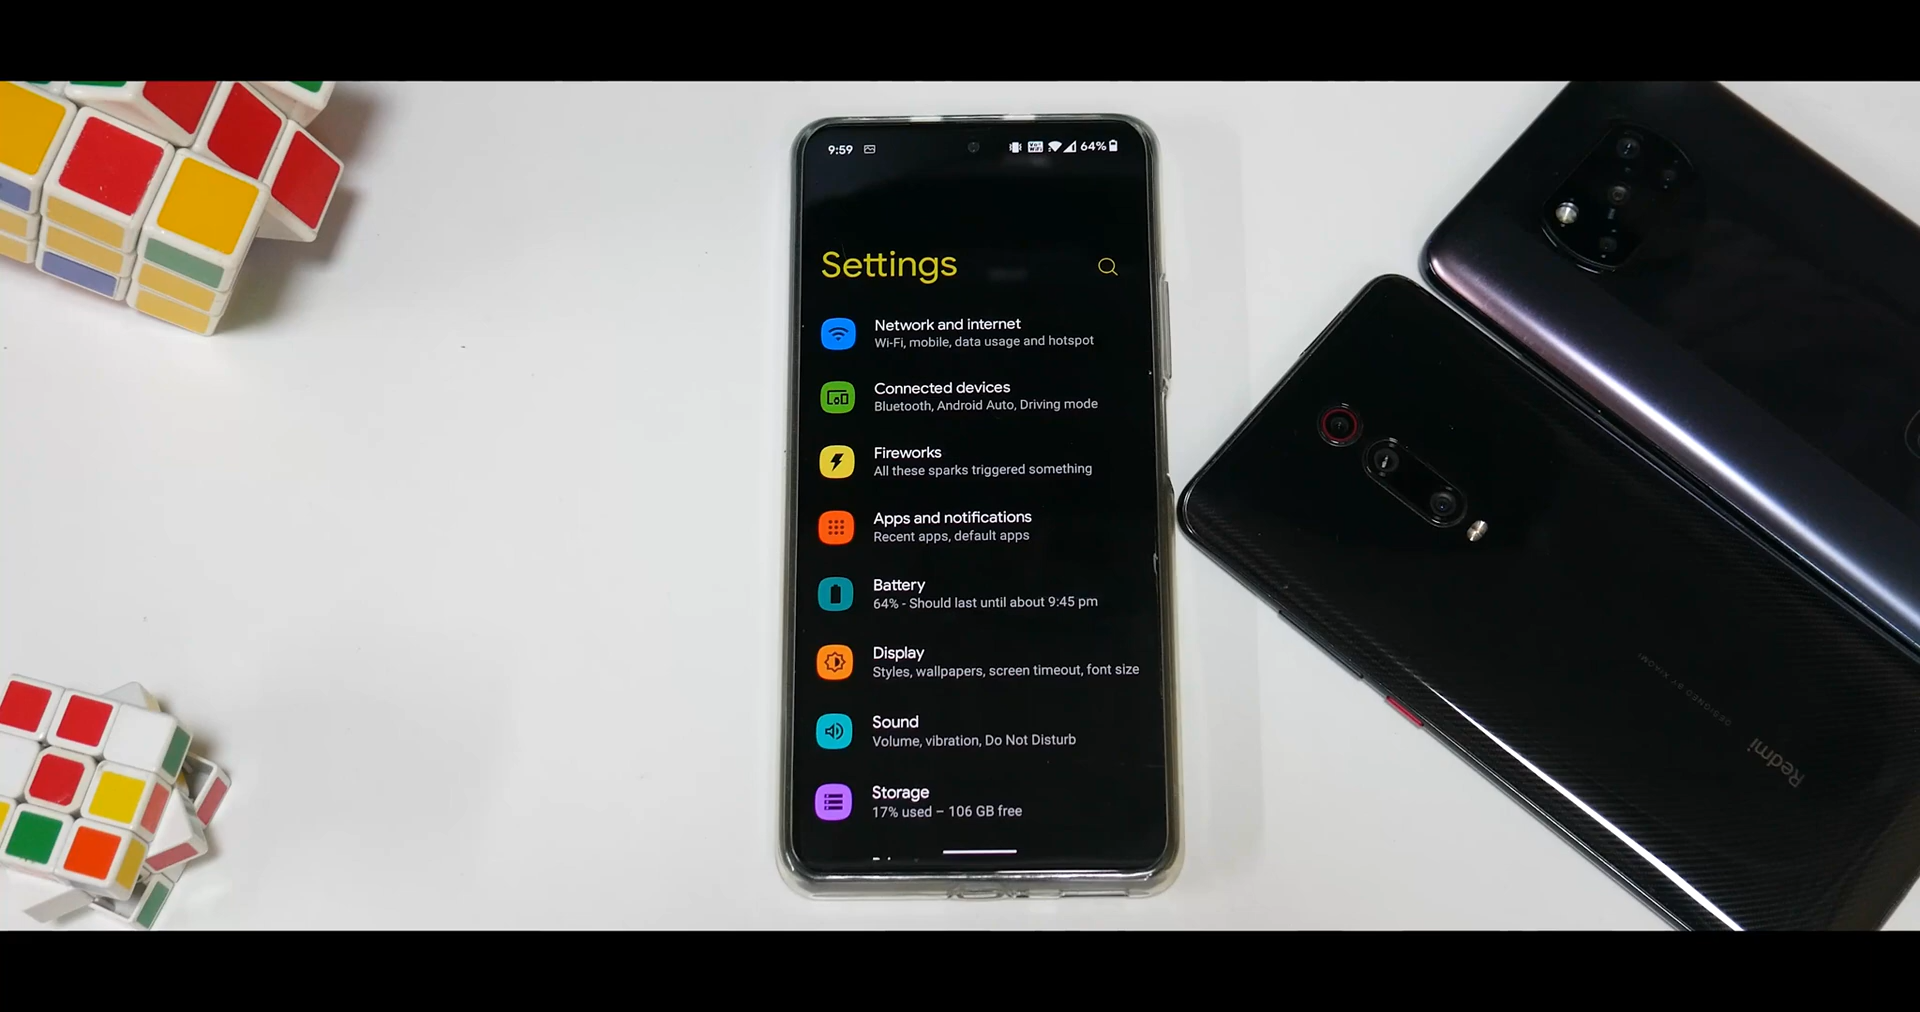 9:59
64%
Settings
Network and internet
Wi-Fi, mobile, data usage and hotspot
Connected devices
Bluetooth, Android Auto, Driving mode
Fireworks
All these sparks triggered something
Apps and notifications
Recent apps, default apps
Battery
64% - Should last until about 9:45 pm
Display
Styles, wallpapers, screen timeout, font size
Sound
Volume, vibration, Do Not Disturb
Storage
17% used – 106 GB free
Redmi
DESIGNED BY XIAOMI